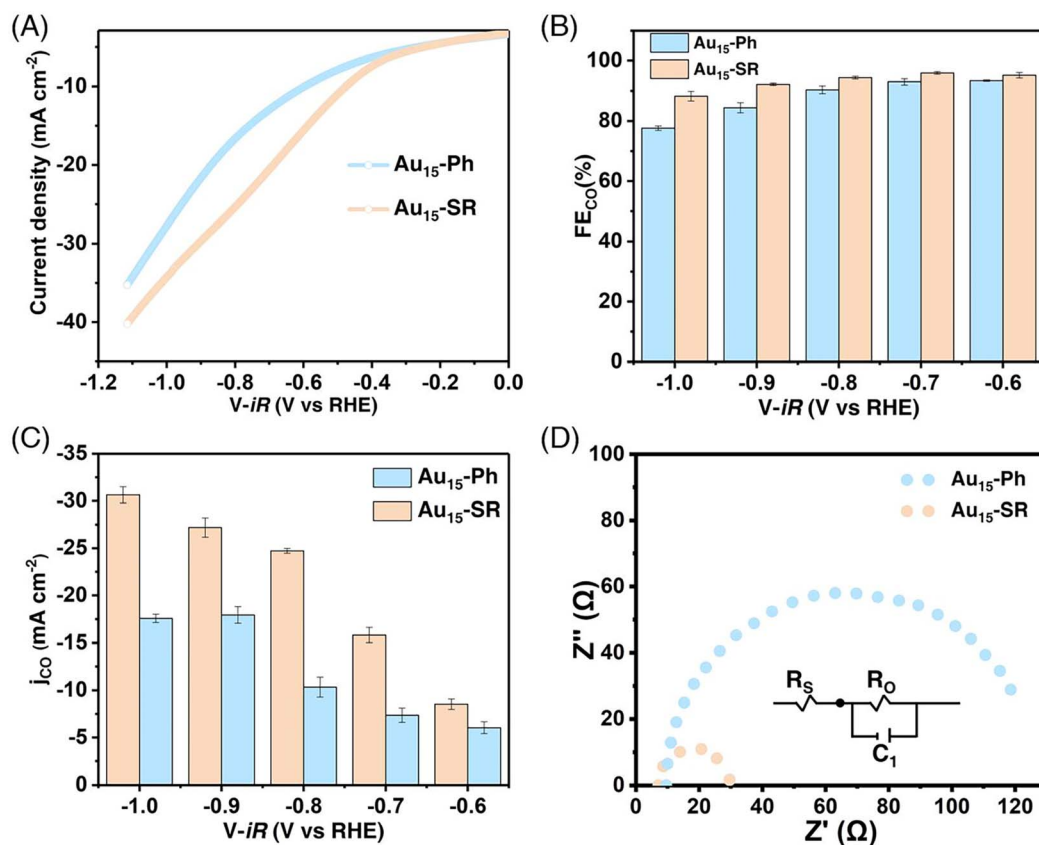 (A)
Current density (mA cm⁻²)
-10
-20
-30
-40
Au₁₅-Ph
Au₁₅-SR
-1.2 -1.0 -0.8 -0.6 -0.4 -0.2 0.0
V-iR (V vs RHE)
(B)
FE_CO(%)
100
80
60
40
20
0
Au₁₅-Ph
Au₁₅-SR
-1.0 -0.9 -0.8 -0.7 -0.6
V-iR (V vs RHE)
(C)
j_CO (mA cm⁻²)
-35
-30
-25
-20
-15
-10
-5
0
Au₁₅-Ph
Au₁₅-SR
-1.0 -0.9 -0.8 -0.7 -0.6
V-iR (V vs RHE)
(D)
Z'' (Ω)
100
80
60
40
20
0
Au₁₅-Ph
Au₁₅-SR
R_S R_O
C₁
0 20 40 60 80 100 120
Z' (Ω)